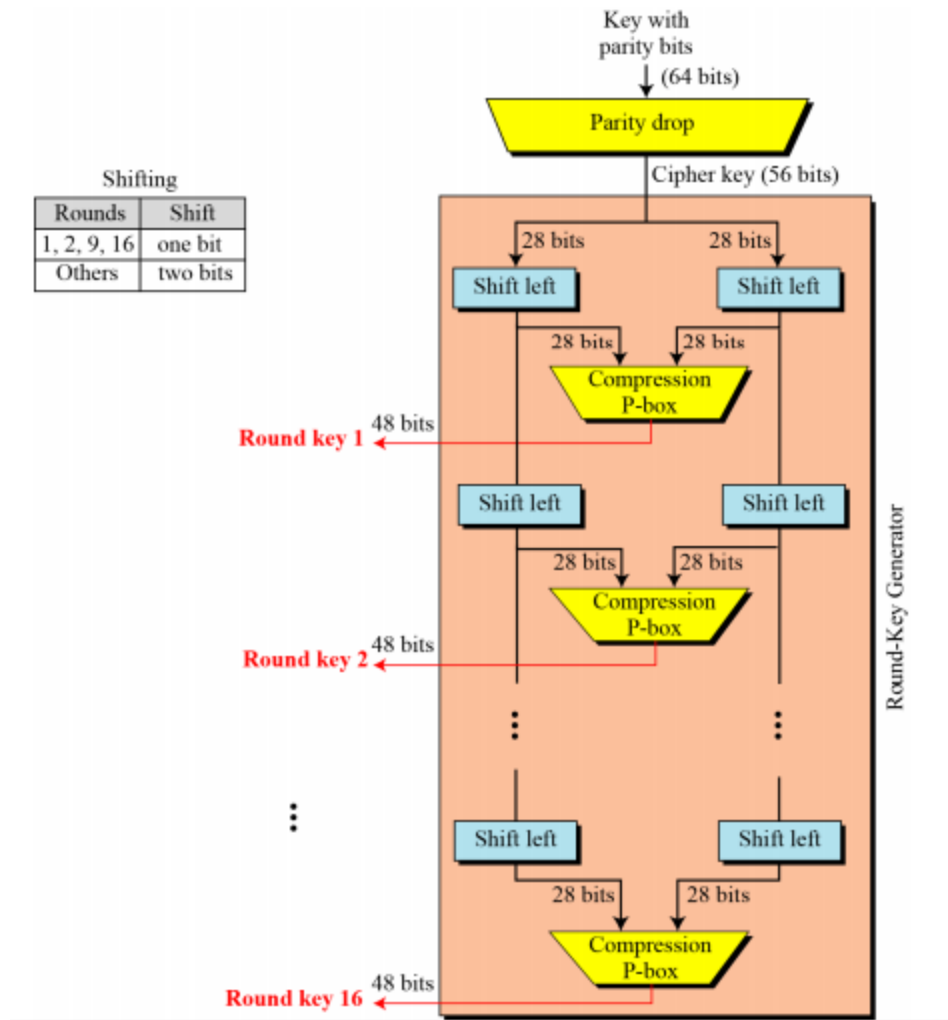 Key with
parity bits
(64 bits)
Parity drop
Cipher key (56 bits)
Shifting
Rounds Shift
1, 2, 9, 16 one bit
Others two bits
28 bits 28 bits
Shift left Shift left
28 bits 28 bits
Compression
P-box
48 bits
Round key 1
Shift left Shift left
28 bits 28 bits
Compression
P-box
48 bits
Round key 2
Round-Key Generator
Shift left Shift left
28 bits 28 bits
Compression
P-box
48 bits
Round key 16